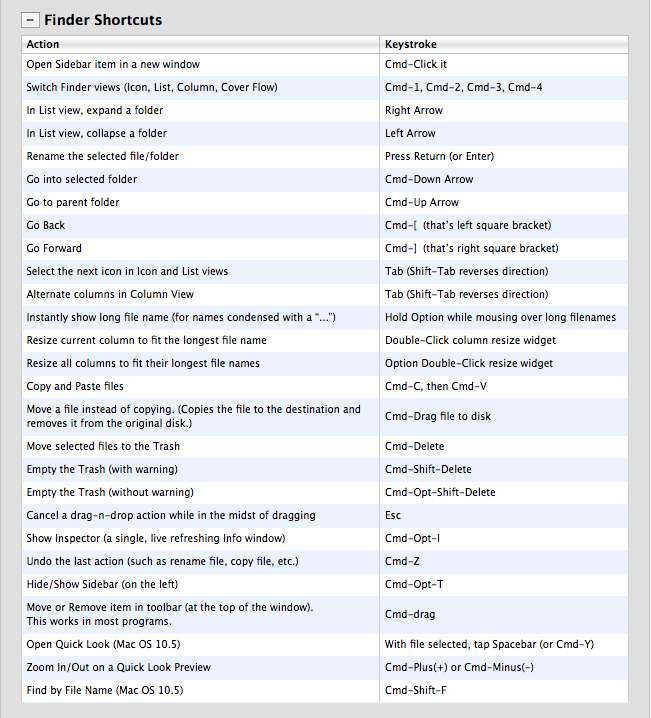 Finder Shortcuts
Action Keystroke
Open Sidebar item in a new window Cmd-Click it
Switch Finder views (Icon, List, Column, Cover Flow) Cmd-1, Cmd-2, Cmd-3, Cmd-4
In List view, expand a folder Right Arrow
In List view, collapse a folder Left Arrow
Rename the selected file/folder Press Return (or Enter)
Go into selected folder Cmd-Down Arrow
Go to parent folder Cmd-Up Arrow
Go Back Cmd-[ (that's left square bracket)
Go Forward Cmd-] (that's right square bracket)
Select the next icon in Icon and List views Tab (Shift-Tab reverses direction)
Alternate columns in Column View Tab (Shift-Tab reverses direction)
Instantly show long file name (for names condensed with a “...”) Hold Option while mousing over long filenames
Resize current column to fit the longest file name Double-Click column resize widget
Resize all columns to fit their longest file names Option Double-Click resize widget
Copy and Paste files Cmd-C, then Cmd-V
Move a file instead of copying. (Copies the file to the destination and
removes it from the original disk.) Cmd-Drag file to disk
Move selected files to the Trash Cmd-Delete
Empty the Trash (with warning) Cmd-Shift-Delete
Empty the Trash (without warning) Cmd-Opt-Shift-Delete
Cancel a drag-n-drop action while in the midst of dragging Esc
Show Inspector (a single, live refreshing Info window) Cmd-Opt-I
Undo the last action (such as rename file, copy file, etc.) Cmd-Z
Hide/Show Sidebar (on the left) Cmd-Opt-T
Move or Remove item in toolbar (at the top of the window).
This works in most programs. Cmd-drag
Open Quick Look (Mac OS 10.5) With file selected, tap Spacebar (or Cmd-Y)
Zoom In/Out on a Quick Look Preview Cmd-Plus(+) or Cmd-Minus(-)
Find by File Name (Mac OS 10.5) Cmd-Shift-F